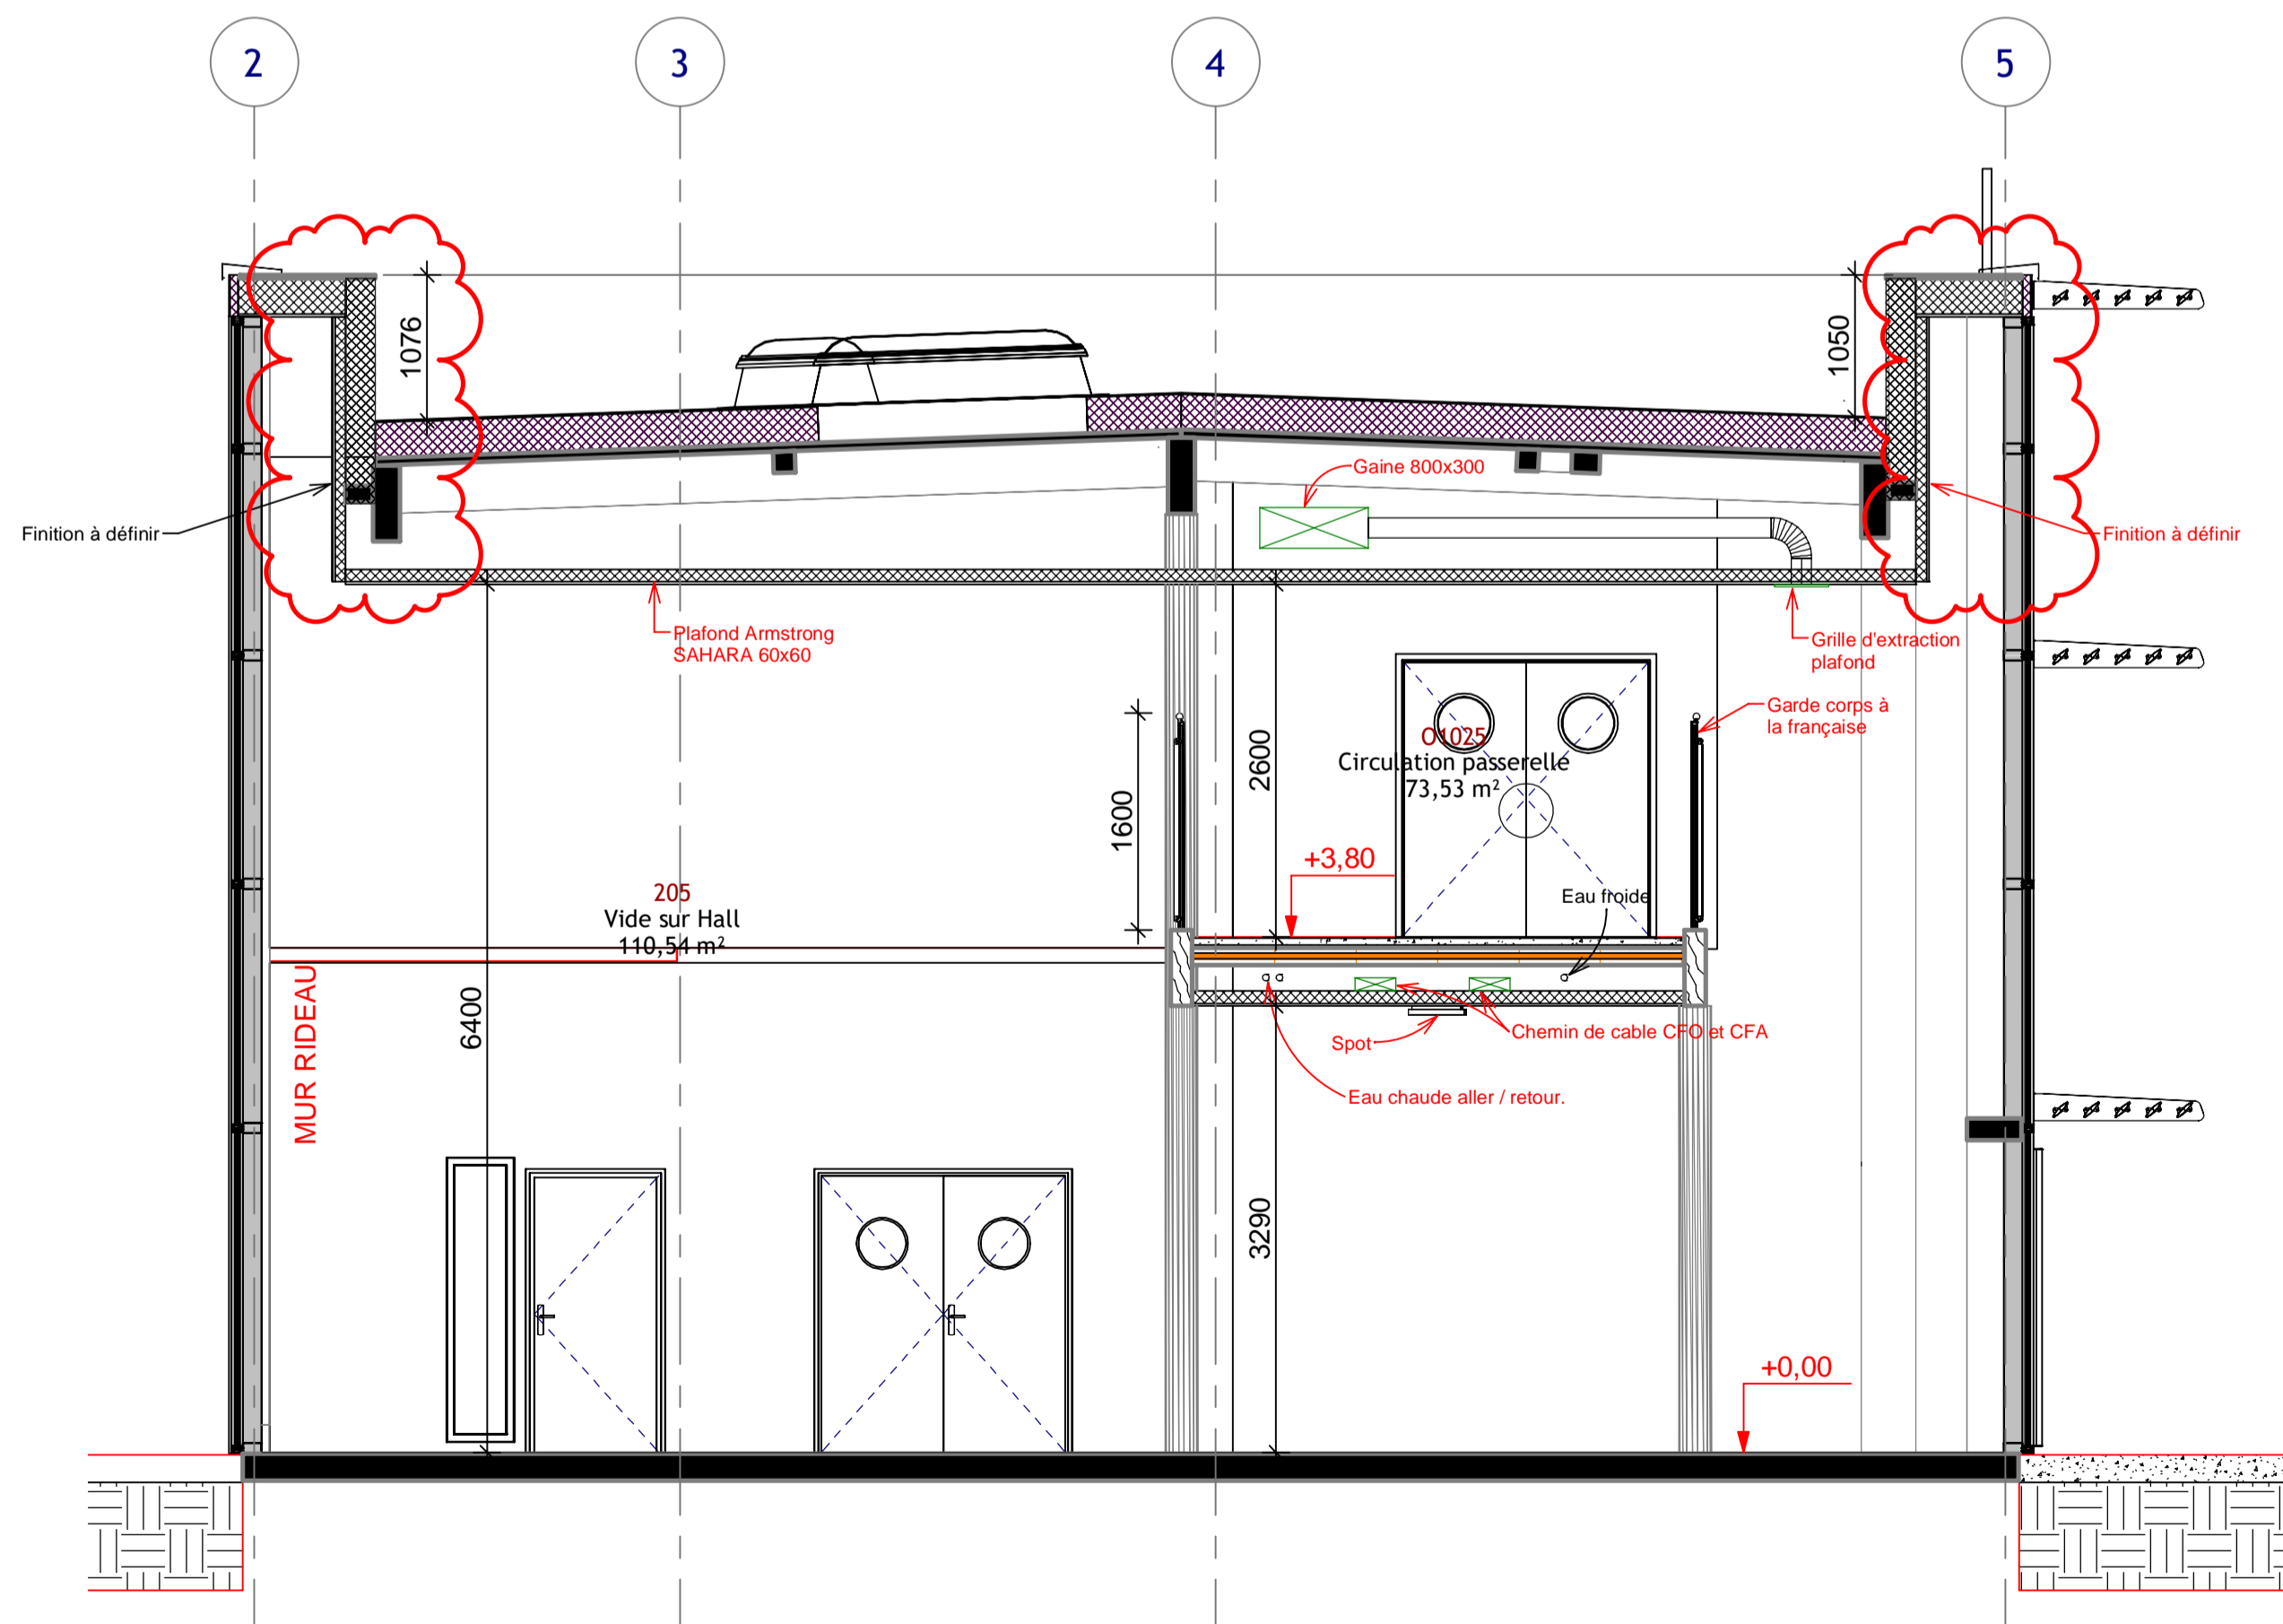 2
3
4
5
1076
1050
Gaine 800x300
Finition à définir
Finition à définir
Plafond Armstrong
SAHARA 60x60
Grille d'extraction
plafond
Garde corps à
la française
1600
2600
O1025
Circulation passerelle
73,53 m²
+3,80
Eau froide
205
Vide sur Hall
110,54 m²
MUR RIDEAU
6400
Spot
Chemin de cable CFO et CFA
Eau chaude aller / retour.
3290
+0,00